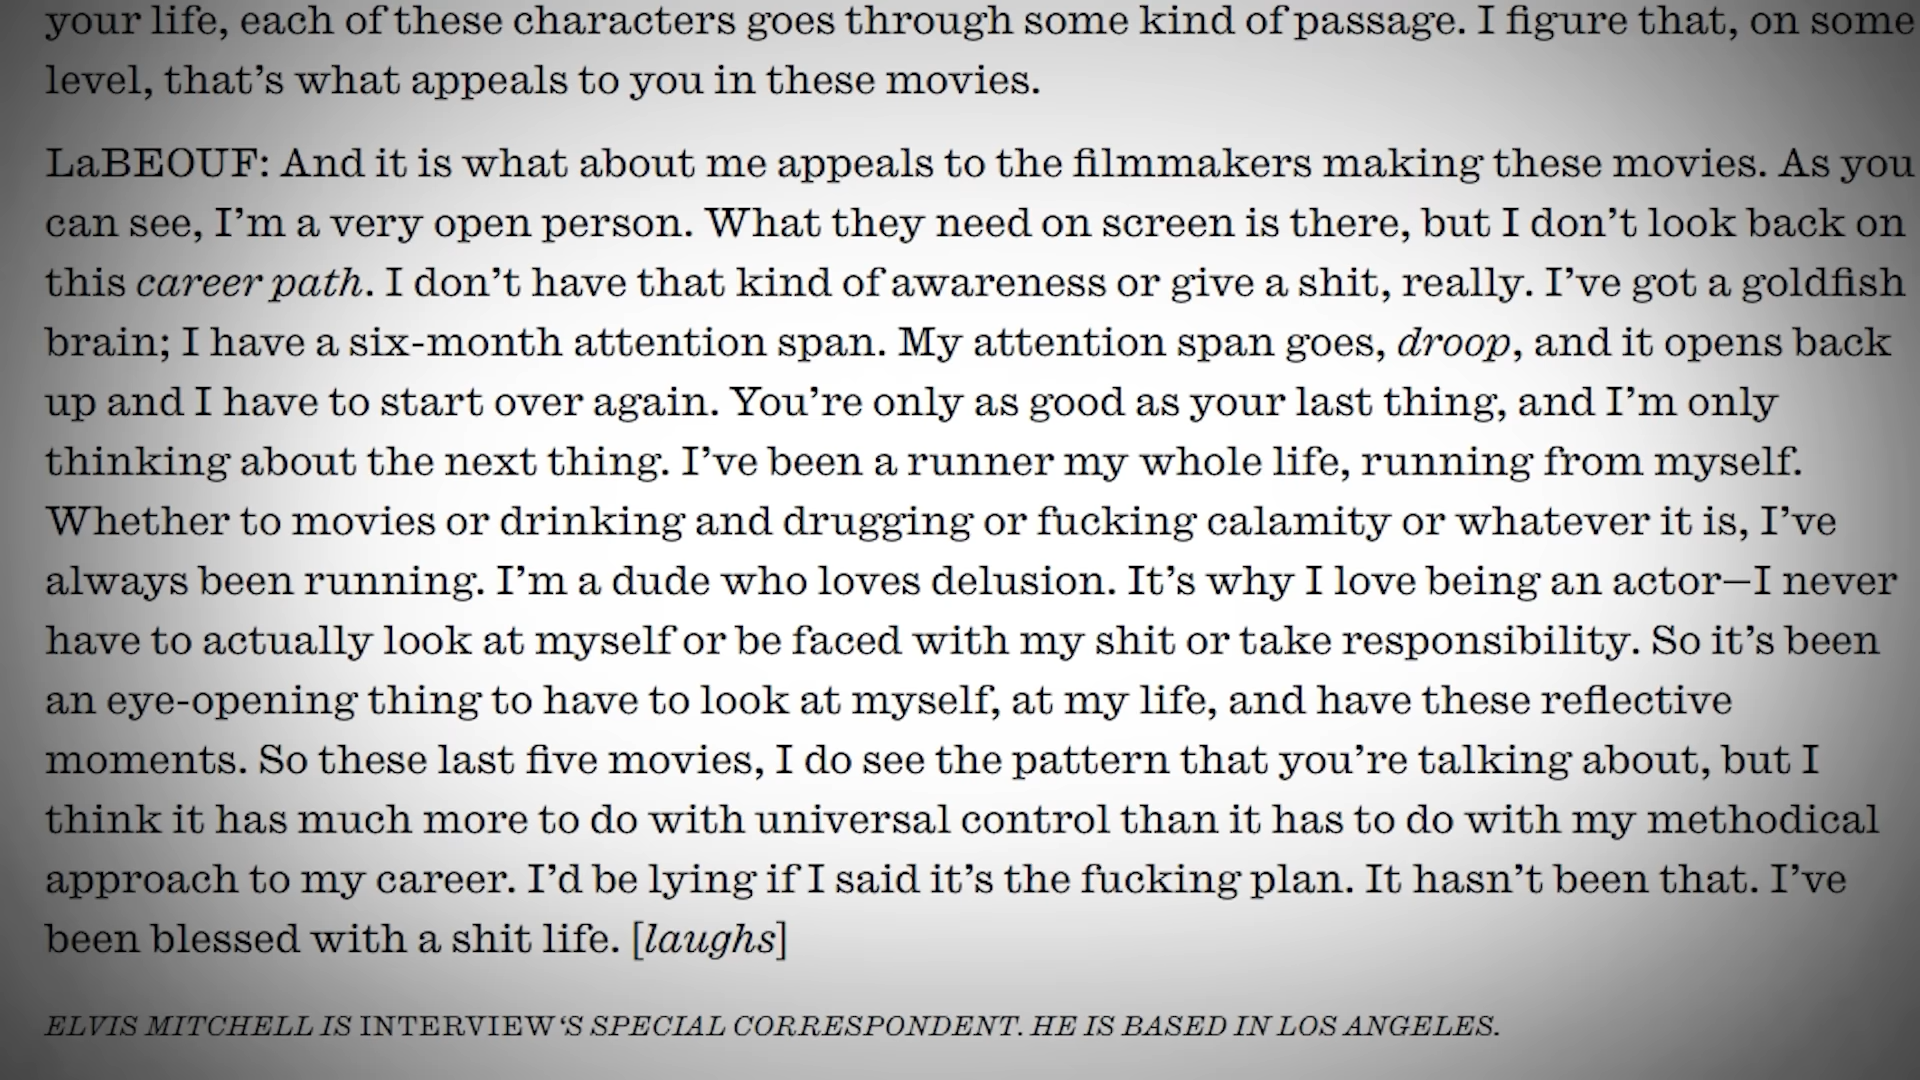 your life, each of these characters goes through some kind of passage. I figure that, on some
level, that’s what appeals to you in these movies.
LaBEOUF: And it is what about me appeals to the filmmakers making these movies. As you
can see, I’m a very open person. What they need on screen is there, but I don’t look back on
this career path. I don’t have that kind of awareness or give a shit, really. I’ve got a goldfish
brain; I have a six-month attention span. My attention span goes, droop, and it opens back
up and I have to start over again. You’re only as good as your last thing, and I’m only
thinking about the next thing. I’ve been a runner my whole life, running from myself.
Whether to movies or drinking and drugging or fucking calamity or whatever it is, I’ve
always been running. I’m a dude who loves delusion. It’s why I love being an actor—I never
have to actually look at myself or be faced with my shit or take responsibility. So it’s been
an eye-opening thing to have to look at myself, at my life, and have these reflective
moments. So these last five movies, I do see the pattern that you’re talking about, but I
think it has much more to do with universal control than it has to do with my methodical
approach to my career. I’d be lying if I said it’s the fucking plan. It hasn’t been that. I’ve
been blessed with a shit life. [laughs]
ELVIS MITCHELL IS INTERVIEW‘S SPECIAL CORRESPONDENT. HE IS BASED IN LOS ANGELES.